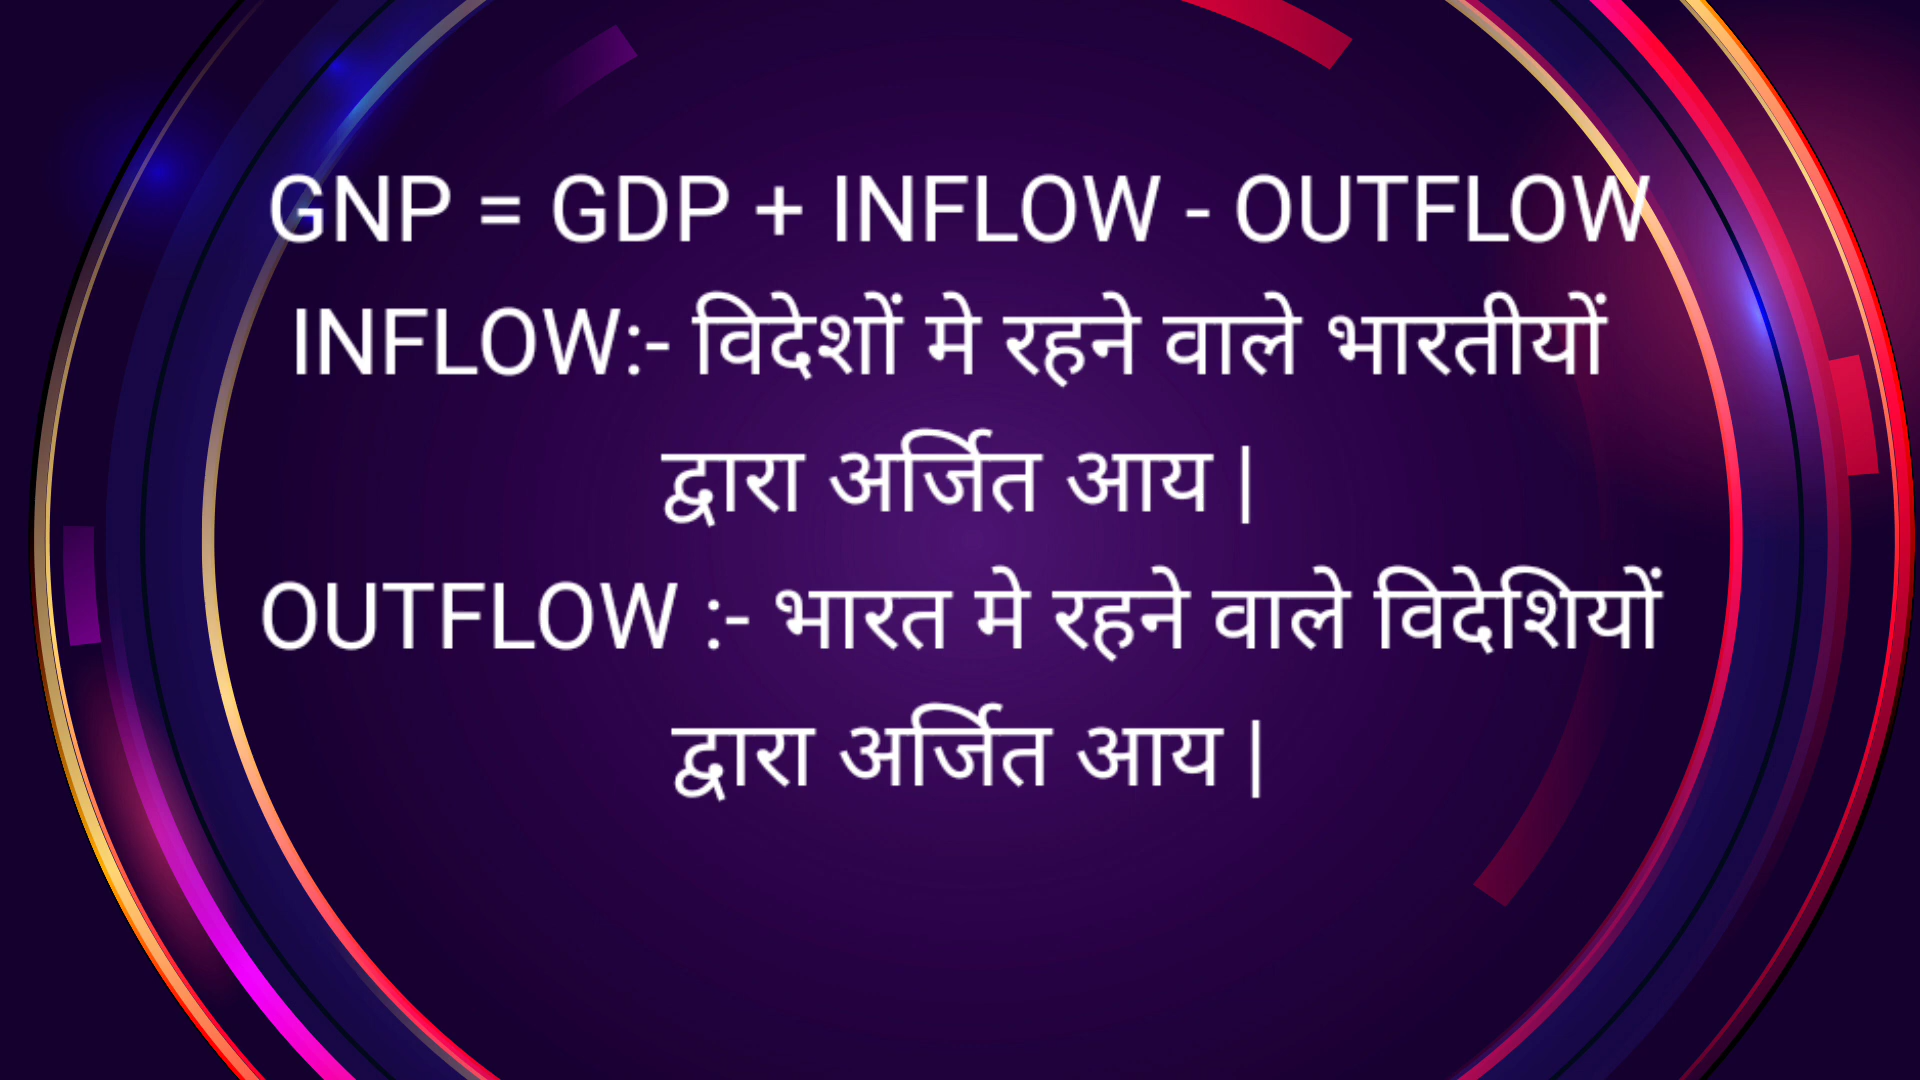 GNP = GDP + INFLOW - OUTFLOW
INFLOW:- विदेशों मे रहने वाले भारतीयों
द्वारा अर्जित आय |
OUTFLOW :- भारत मे रहने वाले विदेशियों
द्वारा अर्जित आय |